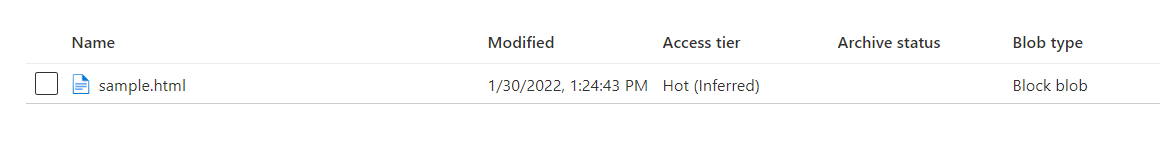 Name Modified Access tier Archive status Blob type
sample.html 1/30/2022, 1:24:43 PM Hot (Inferred) Block blob